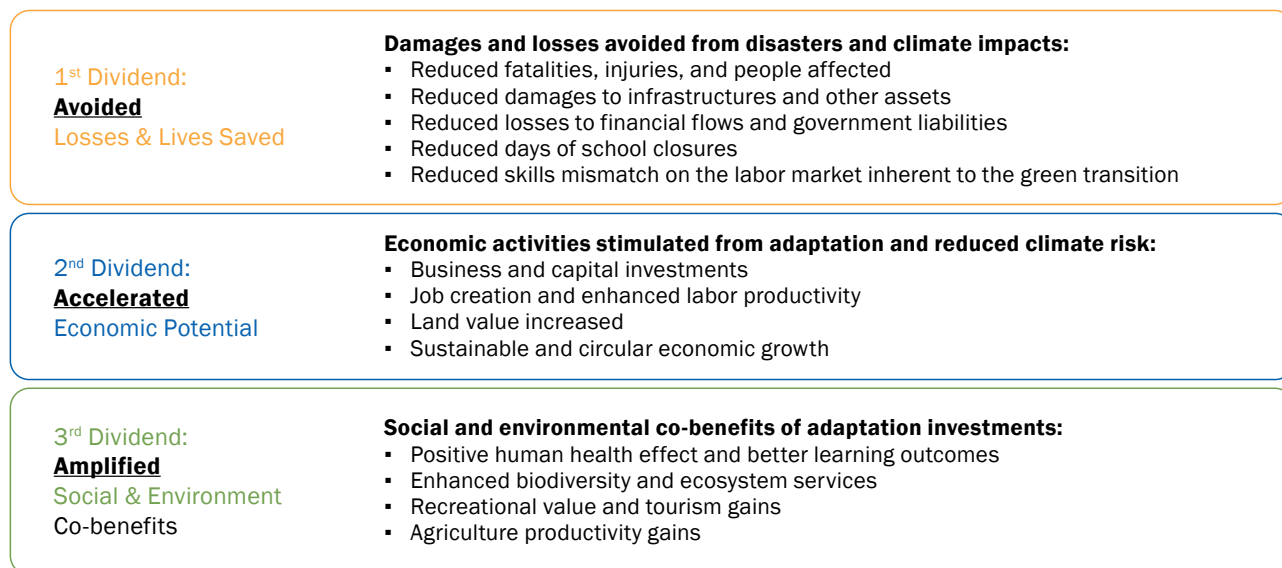 1st Dividend:
Avoided
Losses & Lives Saved
Damages and losses avoided from disasters and climate impacts:
▪ Reduced fatalities, injuries, and people affected
▪ Reduced damages to infrastructures and other assets
▪ Reduced losses to financial flows and government liabilities
▪ Reduced days of school closures
▪ Reduced skills mismatch on the labor market inherent to the green transition
2nd Dividend:
Accelerated
Economic Potential
Economic activities stimulated from adaptation and reduced climate risk:
▪ Business and capital investments
▪ Job creation and enhanced labor productivity
▪ Land value increased
▪ Sustainable and circular economic growth
3rd Dividend:
Amplified
Social & Environment
Co-benefits
Social and environmental co-benefits of adaptation investments:
▪ Positive human health effect and better learning outcomes
▪ Enhanced biodiversity and ecosystem services
▪ Recreational value and tourism gains
▪ Agriculture productivity gains